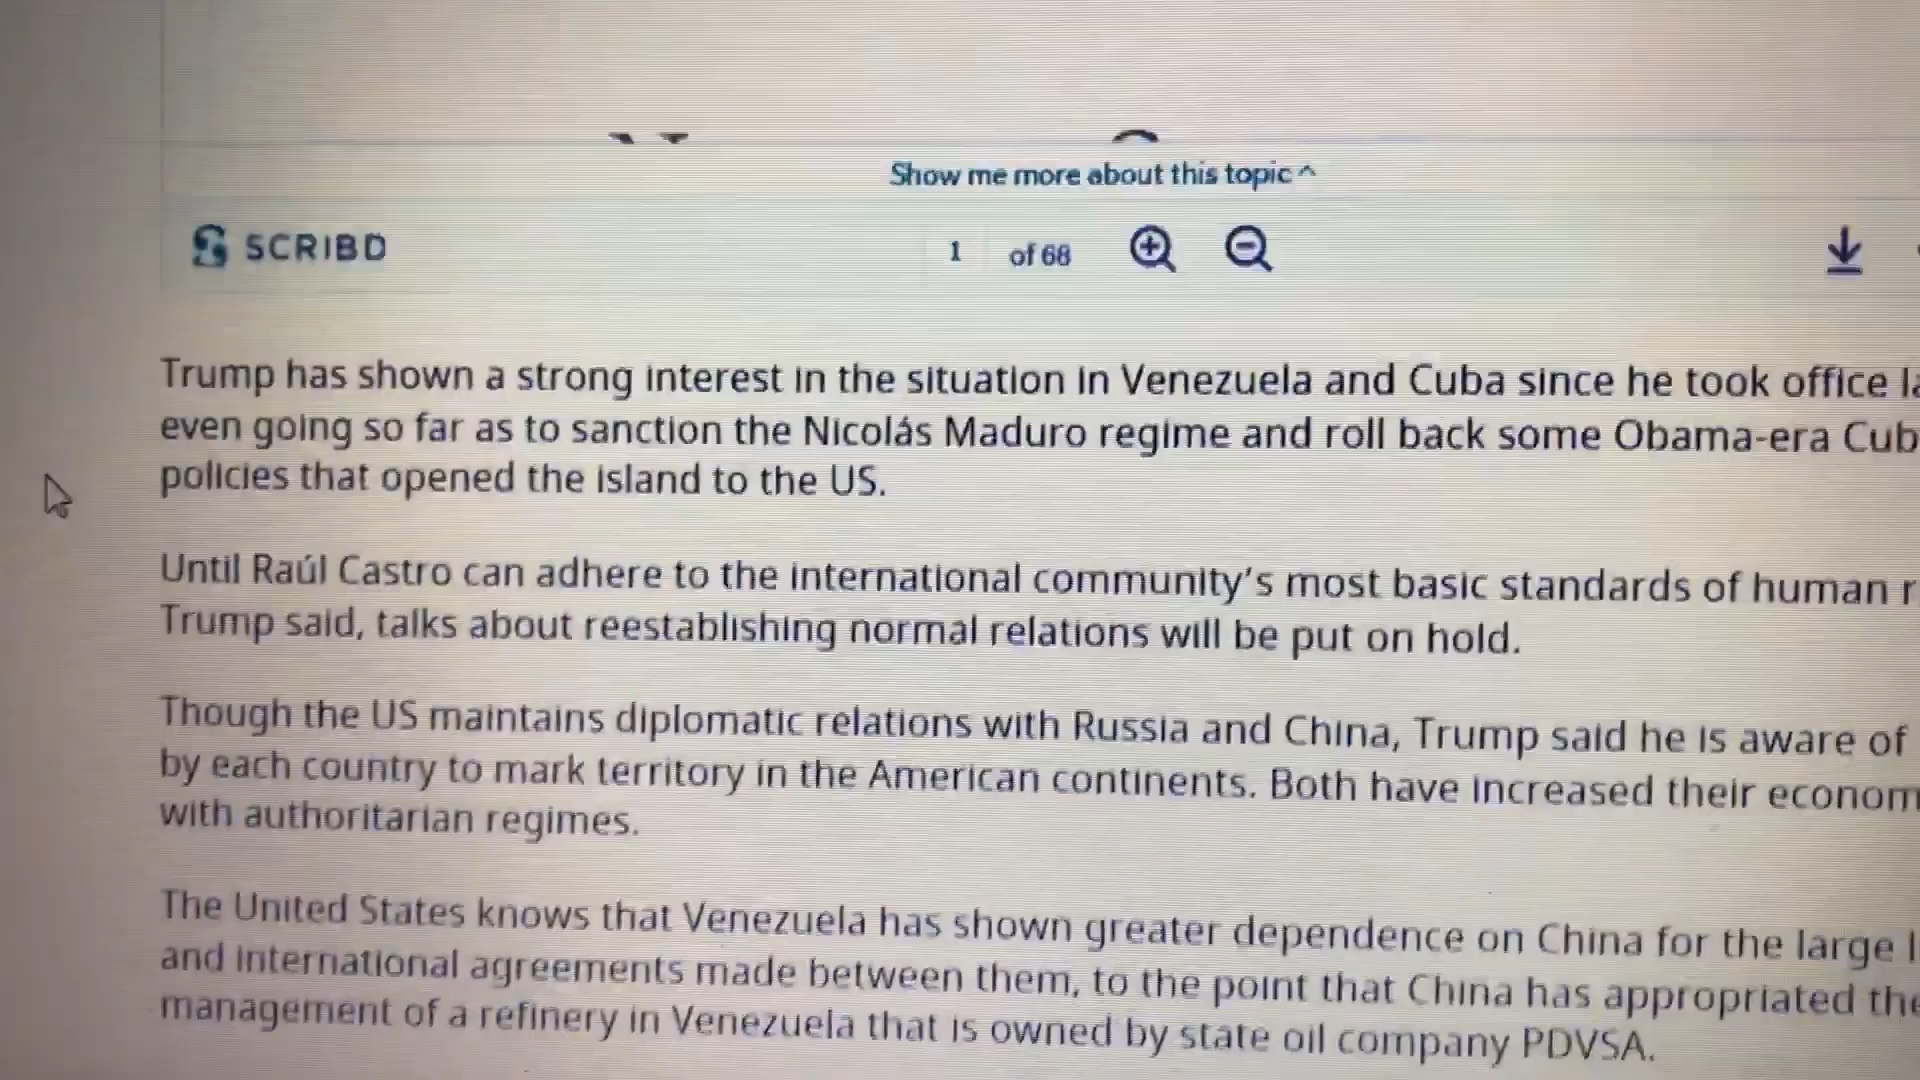 Show me more about this topic ^
SCRIBD
1 of 68
Trump has shown a strong interest in the situation in Venezuela and Cuba since he took office
even going so far as to sanction the Nicolás Maduro regime and roll back some Obama-era
policies that opened the island to the US.
Until Raúl Castro can adhere to the international community's most basic standards of human
Trump said, talks about reestablishing normal relations will be put on hold.
Though the US maintains diplomatic relations with Russia and China, Trump said he is aware of
by each country to mark territory in the American continents. Both have increased their
with authoritarian regimes.
The United States knows that Venezuela has shown greater dependence on China for the large
and international agreements made between them, to the point that China has appropriated
management of a refinery in Venezuela that is owned by state oil company PDVSA.